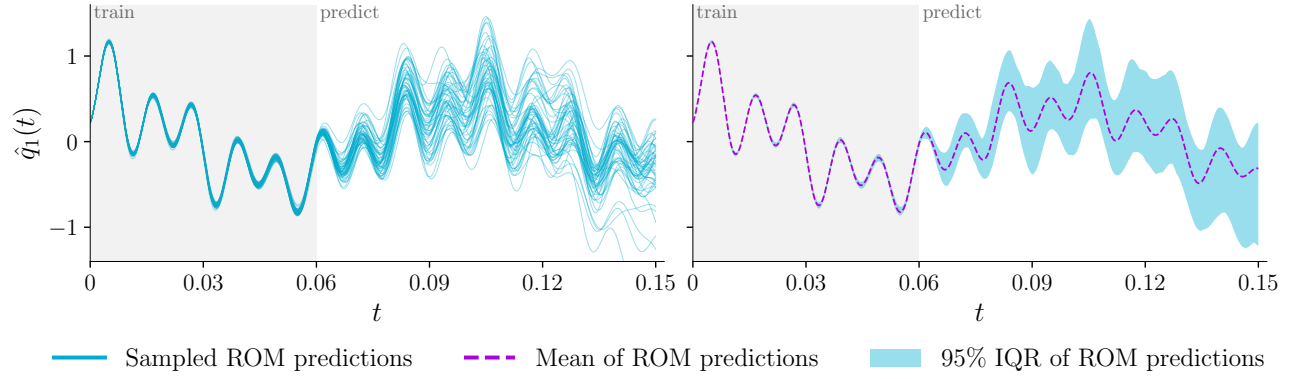 train
predict
train
predict
1
0
−1
q̂₁(t)
0
0.03
0.06
0.09
0.12
0.15
0
0.03
0.06
0.09
0.12
0.15
t
t
Sampled ROM predictions
Mean of ROM predictions
95% IQR of ROM predictions